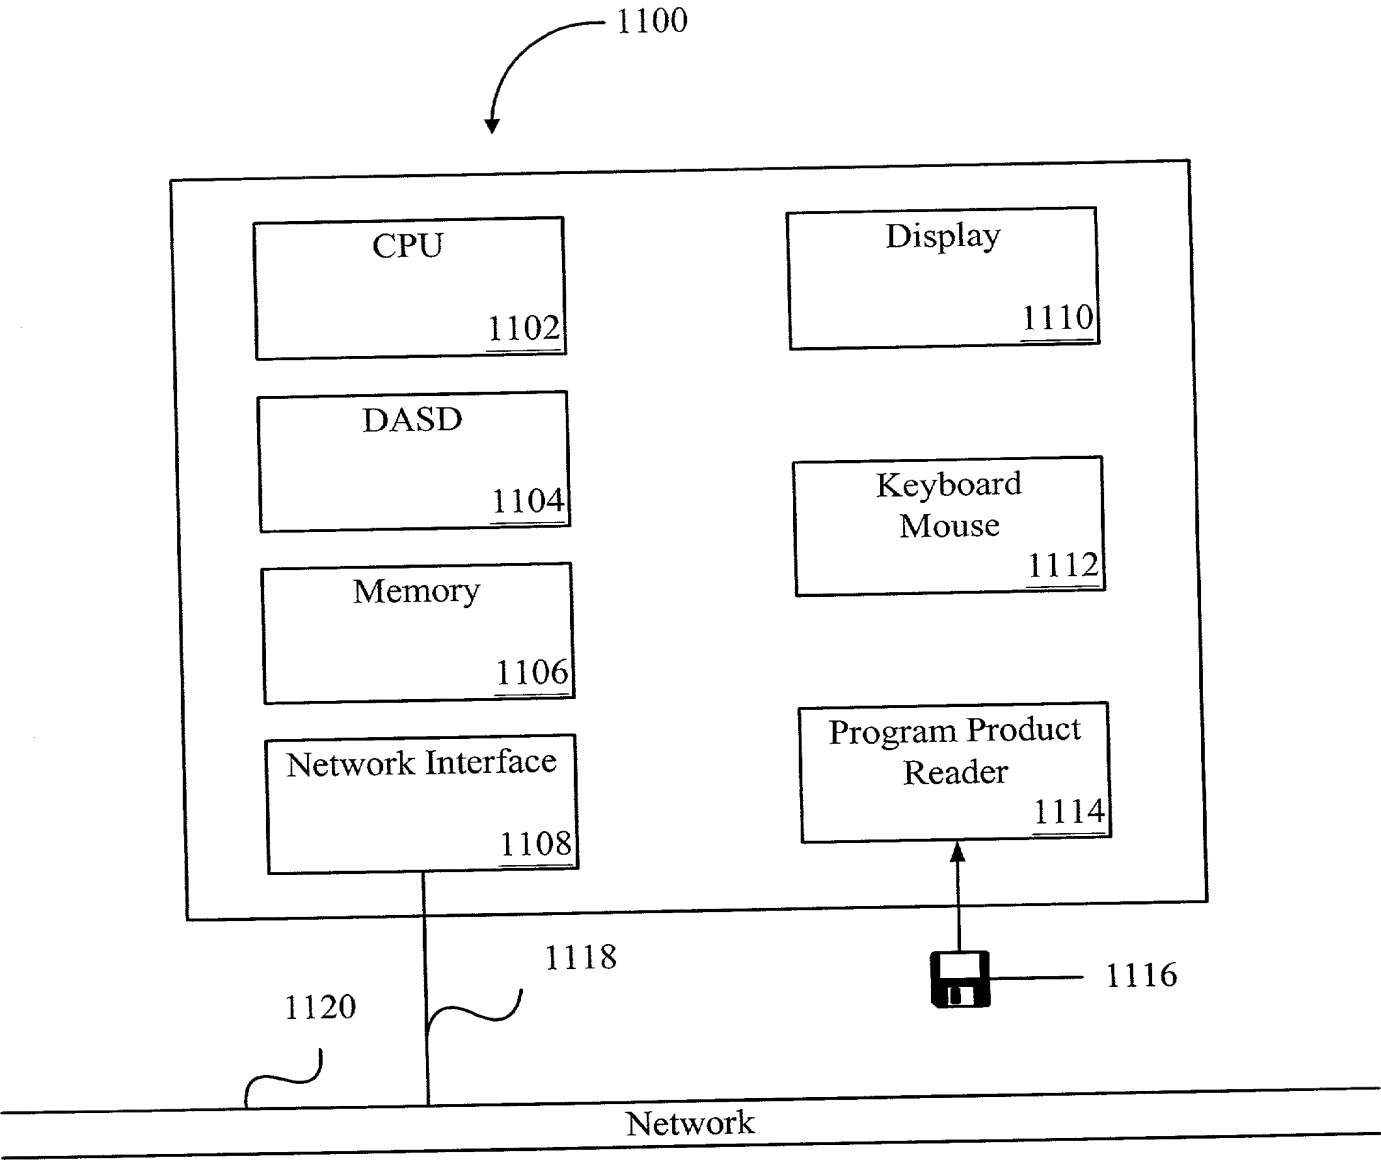 1100
CPU
1102
Display
1110
DASD
1104
Keyboard
Mouse
1112
Memory
1106
Network Interface
1108
Program Product
Reader
1114
1118
1116
1120
Network